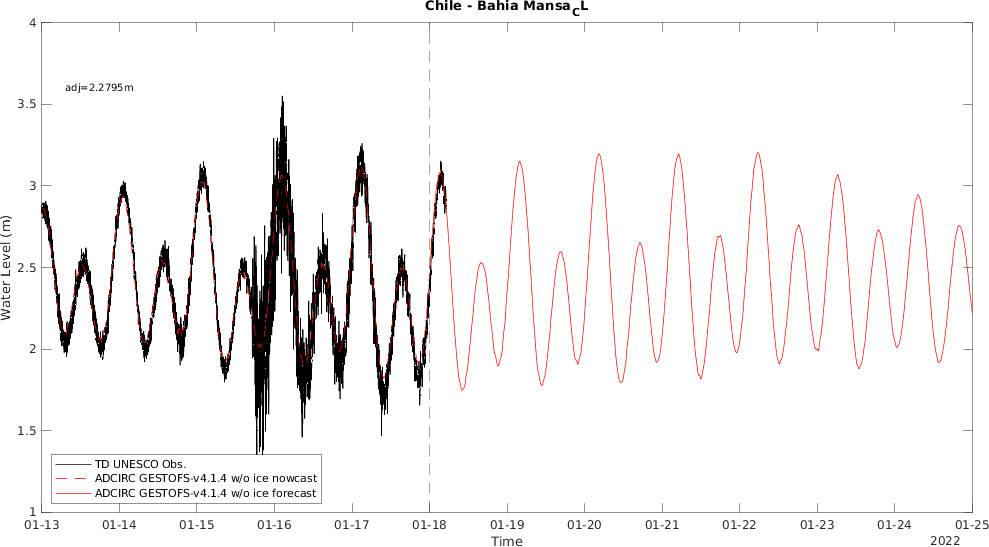 Chile - Bahia Mansa_CL
4
3.5
3
2.5
2
1.5
1
Water Level (m)
adj=2.2795m
TD UNESCO Obs.
ADCIRC GESTOFS-v4.1.4 w/o ice nowcast
ADCIRC GESTOFS-v4.1.4 w/o ice forecast
01-13 01-14 01-15 01-16 01-17 01-18 01-19 01-20 01-21 01-22 01-23 01-24 01-25
Time
2022